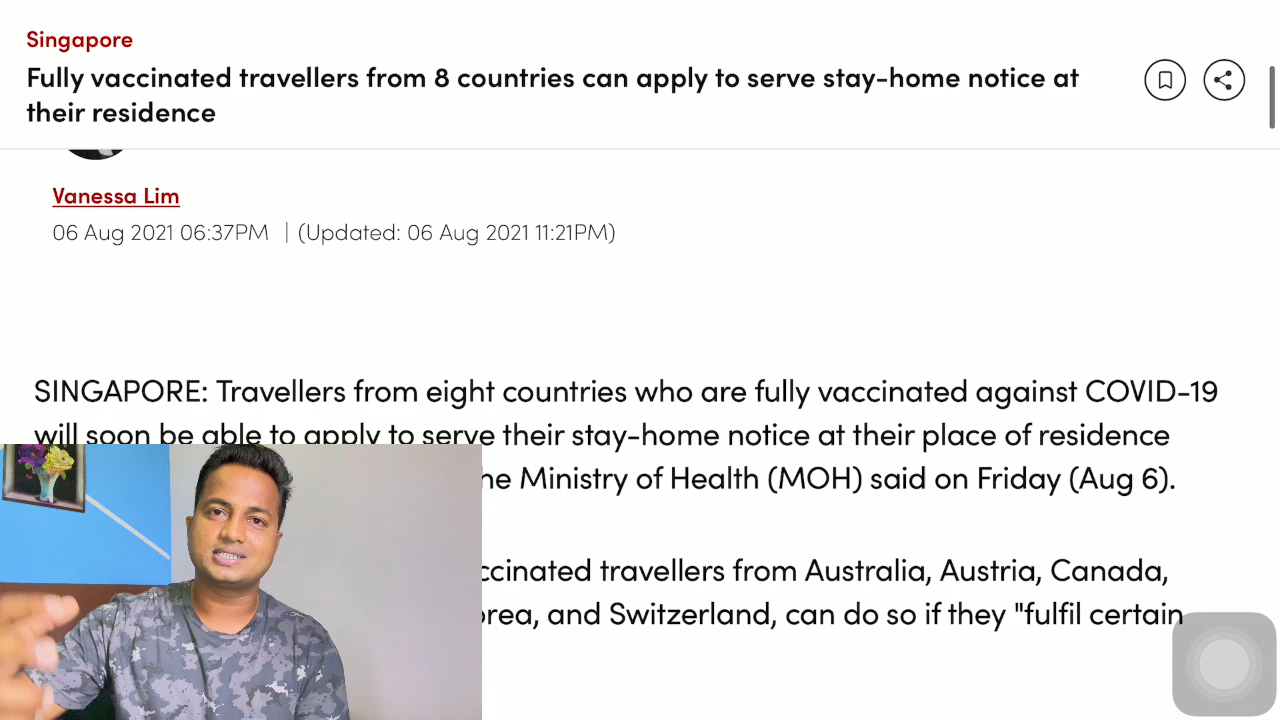 Singapore
Fully vaccinated travellers from 8 countries can apply to serve stay-home notice at
their residence
Vanessa Lim
06 Aug 2021 06:37PM | (Updated: 06 Aug 2021 11:21PM)
SINGAPORE: Travellers from eight countries who are fully vaccinated against COVID-19
will soon be able to apply to serve their stay-home notice at their place of residence
Ministry of Health (MOH) said on Friday (Aug 6).
travellers from Australia, Austria, Canada,
and Switzerland, can do so if they "fulfil certain